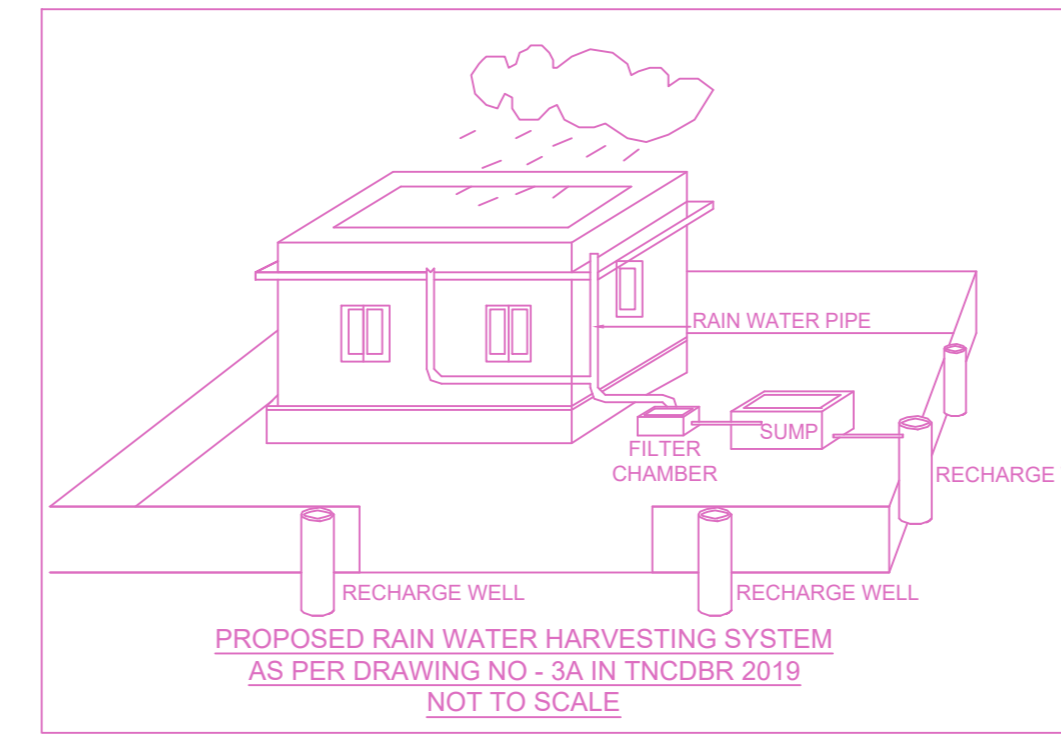 RAIN WATER PIPE
SUMP
FILTER
CHAMBER
RECHARGE
RECHARGE WELL
RECHARGE WELL
PROPOSED RAIN WATER HARVESTING SYSTEM
AS PER DRAWING NO - 3A IN TNCDBR 2019
NOT TO SCALE